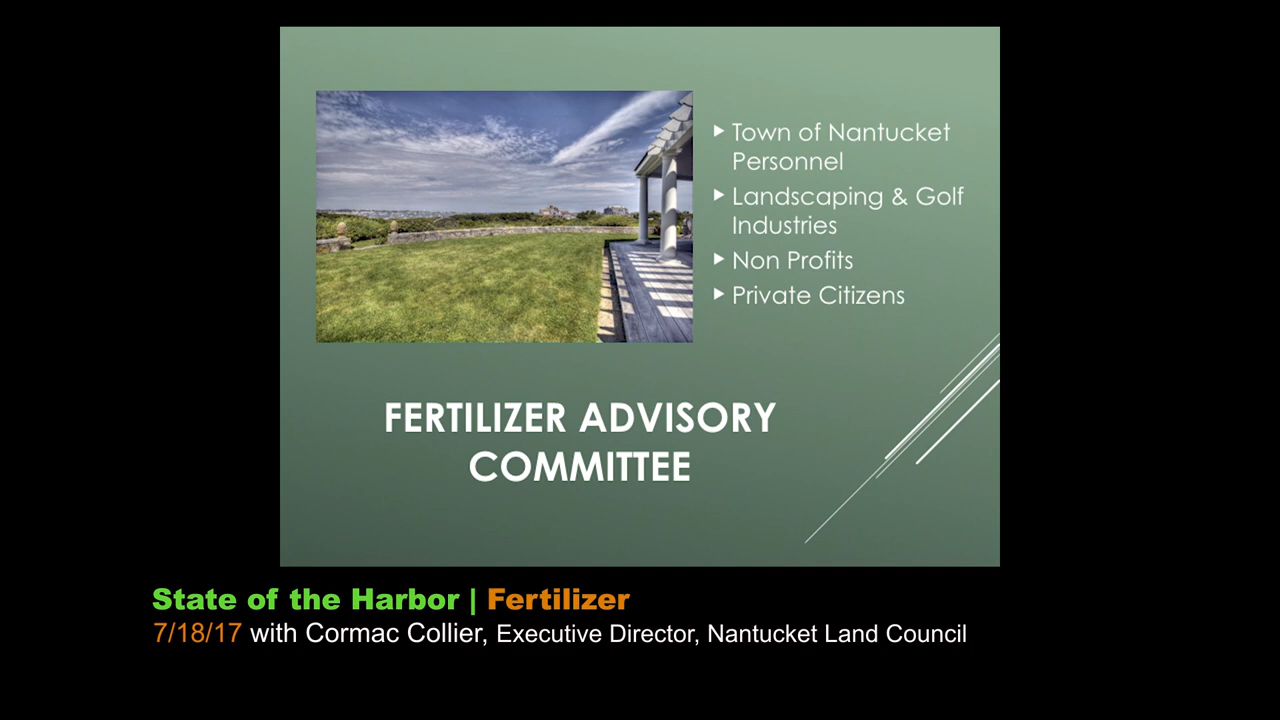 Town of Nantucket
Personnel
Landscaping & Golf
Industries
Non Profits
Private Citizens
FERTILIZER ADVISORY
COMMITTEE
State of the Harbor | Fertilizer
7/18/17 with Cormac Collier, Executive Director, Nantucket Land Council